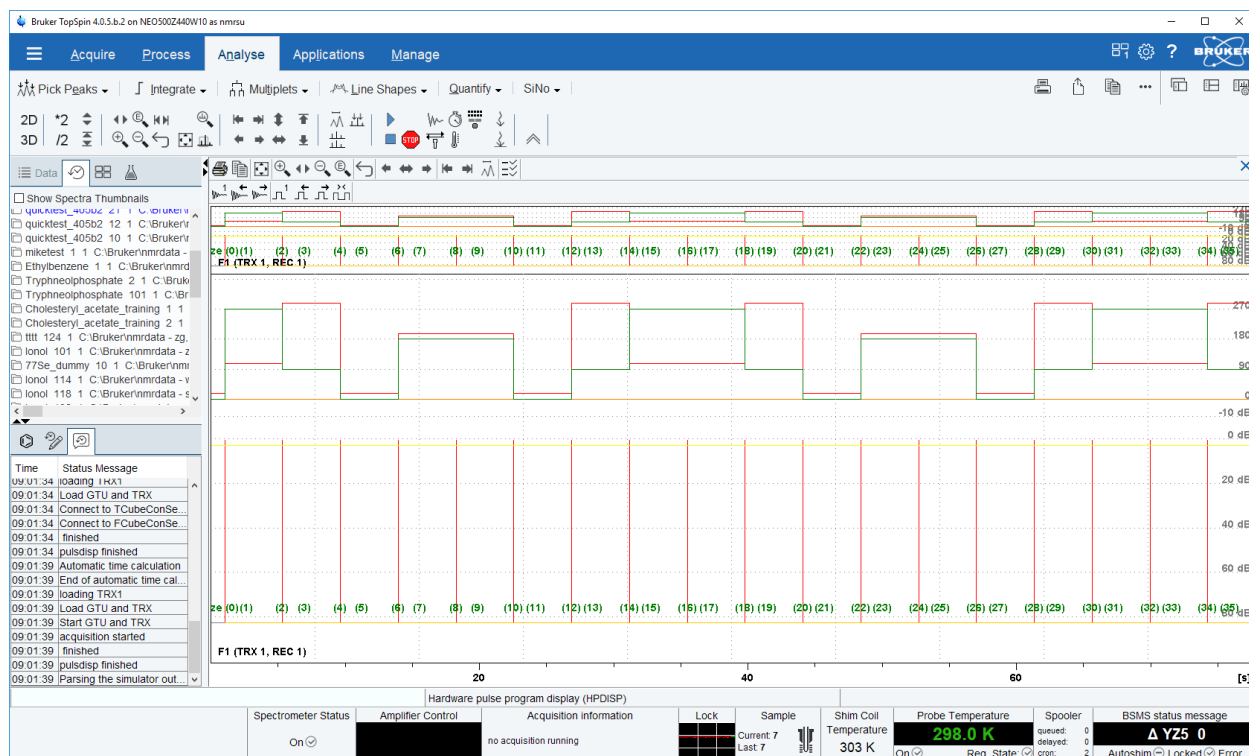 Bruker TopSpin 4.0.5.b.2 on NEO500Z440W10 as nmrsu
Acquire Process Analyse Applications Manage
BRUKER
Pick Peaks Integrate Multiplets Line Shapes Quantify SiNo
2D *2
3D /2
STOP
Data
Show Spectra Thumbnails
quicktest_405b2 21 1 C:\Bruker\r
quicktest_405b2 12 1 C:\Bruker\r
quicktest_405b2 10 1 C:\Bruker\r
miketest 1 1 C:\Bruker\nmrdata -
Ethylbenzene 1 1 C:\Bruker\nmrd
Tryphneolphosphate 2 1 C:\Bruke
Tryphneolphosphate 101 1 C:\Br
Cholesteryl_acetate_training 1 1
Cholesteryl_acetate_training 2 1
tttt 124 1 C:\Bruker\nmrdata - zg,
Ionol 101 1 C:\Bruker\nmrdata - z
77Se_dummy 10 1 C:\Bruker\nmr
Ionol 114 1 C:\Bruker\nmrdata - v
Ionol 118 1 C:\Bruker\nmrdata - s
Time Status Message
09:01:34 loading TRX1
09:01:34 Load GTU and TRX
09:01:34 Connect to TCubeConSe...
09:01:34 Connect to FCubeConSe...
09:01:34 finished
09:01:34 pulsdisp finished
09:01:39 Automatic time calculation
09:01:39 End of automatic time cal...
09:01:39 loading TRX1
09:01:39 Load GTU and TRX
09:01:39 Start GTU and TRX
09:01:39 acquisition started
09:01:39 finished
09:01:39 pulsdisp finished
09:01:39 Parsing the simulator out...
ze (0)(1) (2) (3) (4) (5) (6) (7) (8) (9) (10) (11) (12) (13) (14) (15) (16) (17) (18) (19) (20) (21) (22) (23) (24) (25) (26) (27) (28) (29) (30) (31) (32) (33) (34) (35)
80 dB
F1 (TRX 1, REC 1)
270
180
90
0
-10 dB
0 dB
20 dB
40 dB
60 dB
ze (0)(1) (2) (3) (4) (5) (6) (7) (8) (9) (10) (11) (12) (13) (14) (15) (16) (17) (18) (19) (20) (21) (22) (23) (24) (25) (26) (27) (28) (29) (30) (31) (32) (33) (34) (35)
80 dB
F1 (TRX 1, REC 1)
20 40 60 [s]
Hardware pulse program display (HPDISP)
Spectrometer Status Amplifier Control Acquisition information Lock Sample Shim Coil Temperature Probe Temperature Spooler BSMS status message
On
no acquisition running
Current: 7
Last: 7
303 K
298.0 K
On Reg. State:
queued: 0
delayed: 0
cron: 2
Δ YZ5 0
Autoshim Locked Error